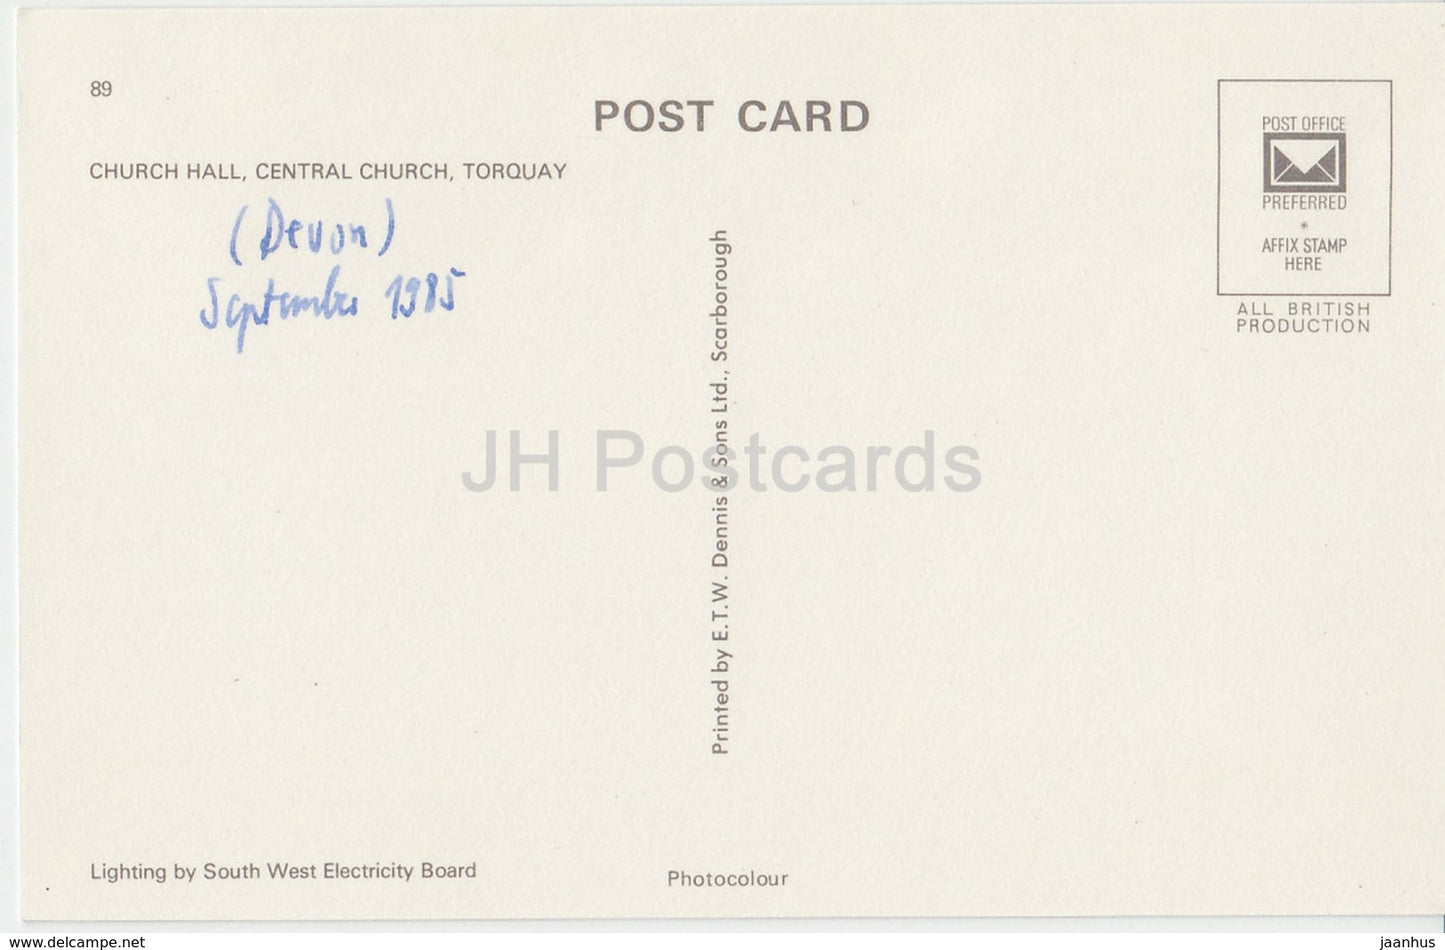 89
POST CARD
CHURCH HALL, CENTRAL CHURCH, TORQUAY
(Devon)
September 1985
POST OFFICE
PREFERRED
*
AFFIX STAMP
HERE
ALL BRITISH
PRODUCTION
Printed by E.T.W. Dennis & Sons Ltd., Scarborough
JH Postcards
Lighting by South West Electricity Board
Photocolour
www.delcampe.net
jaanhus